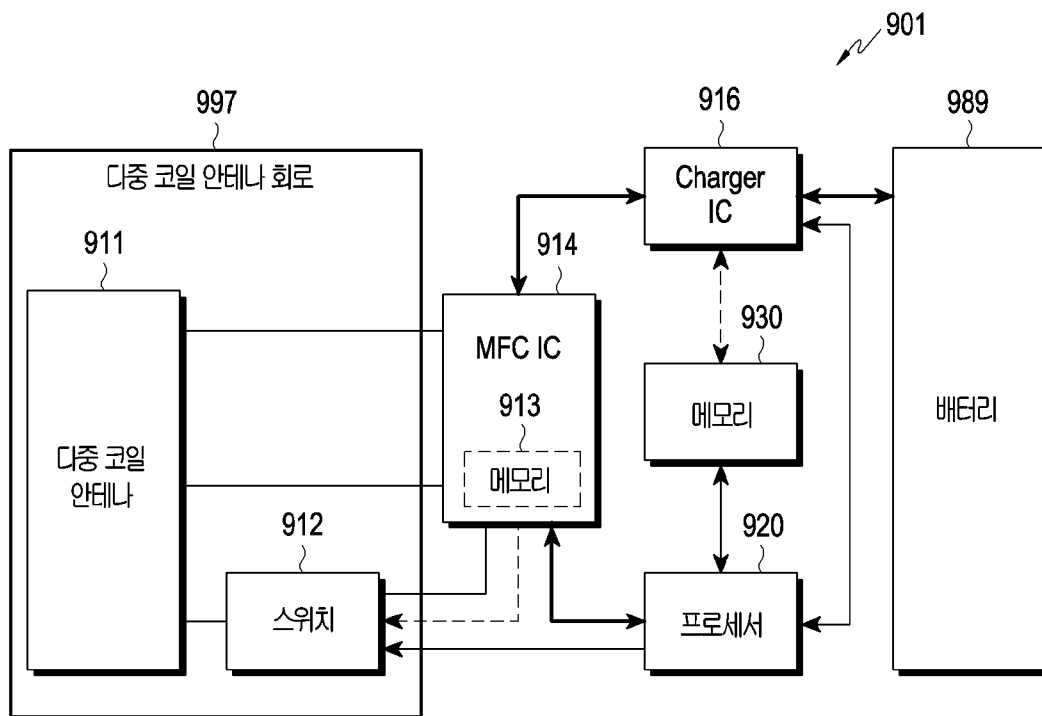 901
997
916
989
다중 코일 안테나 회로
Charger
IC
911
914
MFC IC
930
913
메모리
메모리
배터리
다중 코일
안테나
912
920
스위치
프로세서